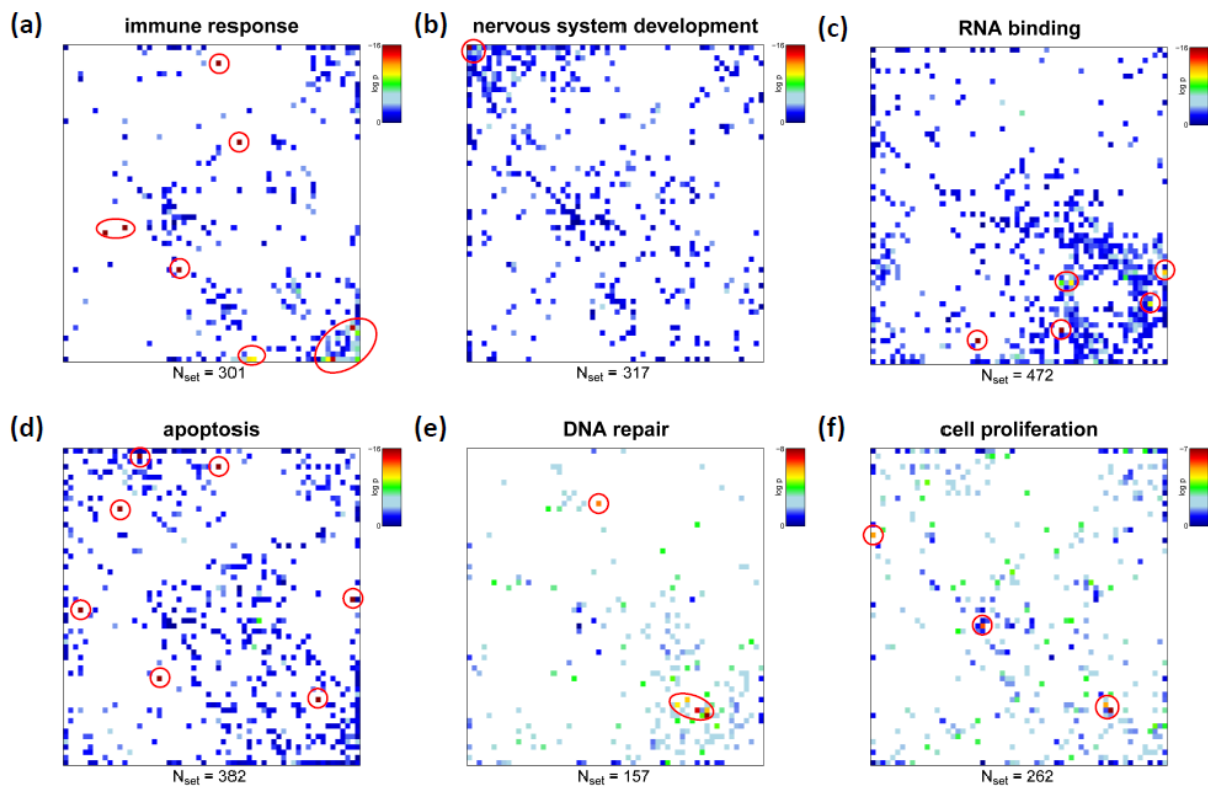 (a) immune response
-16
log p
0
N_set = 301
(b) nervous system development
-16
log p
0
N_set = 317
(c) RNA binding
-16
log p
0
N_set = 472
(d) apoptosis
-16
log p
0
N_set = 382
(e) DNA repair
-8
log p
0
N_set = 157
(f) cell proliferation
-7
log p
0
N_set = 262